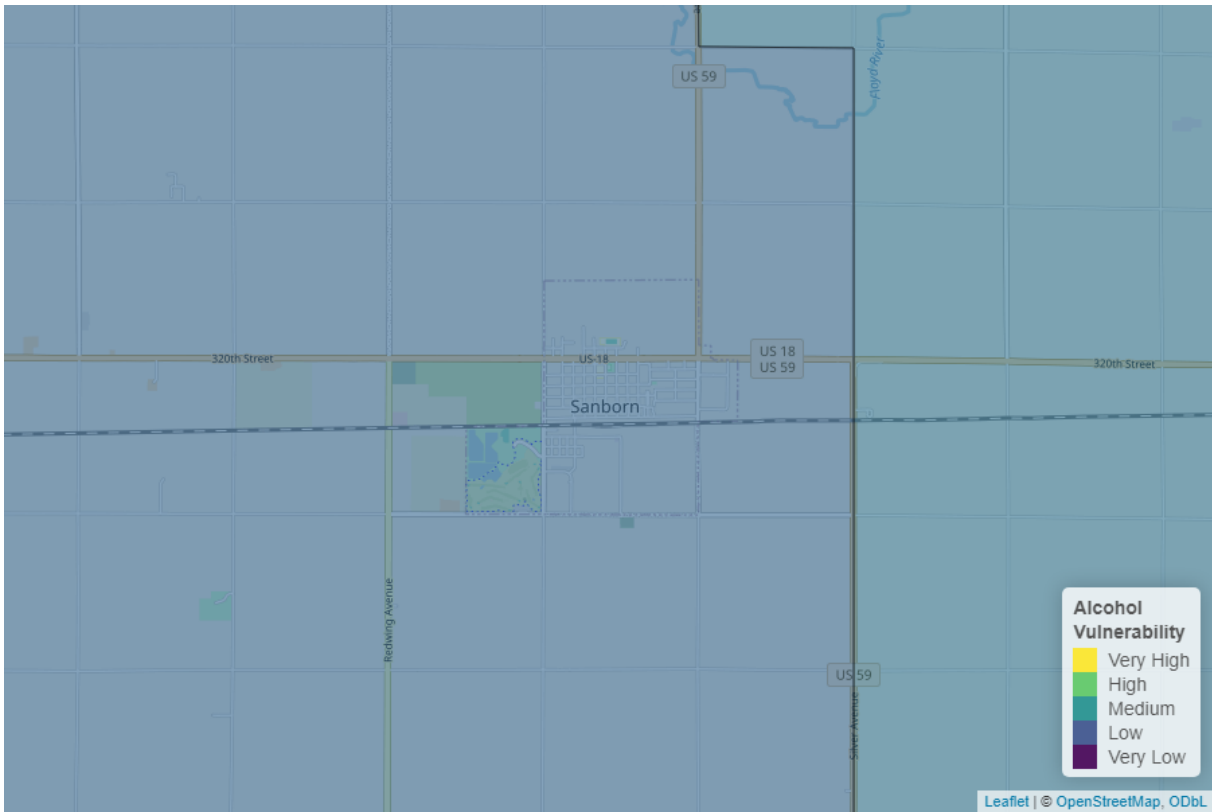 US 59
Floyd River
320th Street
US-18
US 18
US 59
320th Street
Sanborn
Redwing Avenue
US 59
Silver Avenue
Alcohol
Vulnerability
Very High
High
Medium
Low
Very Low
Leaflet | © OpenStreetMap, ODbL